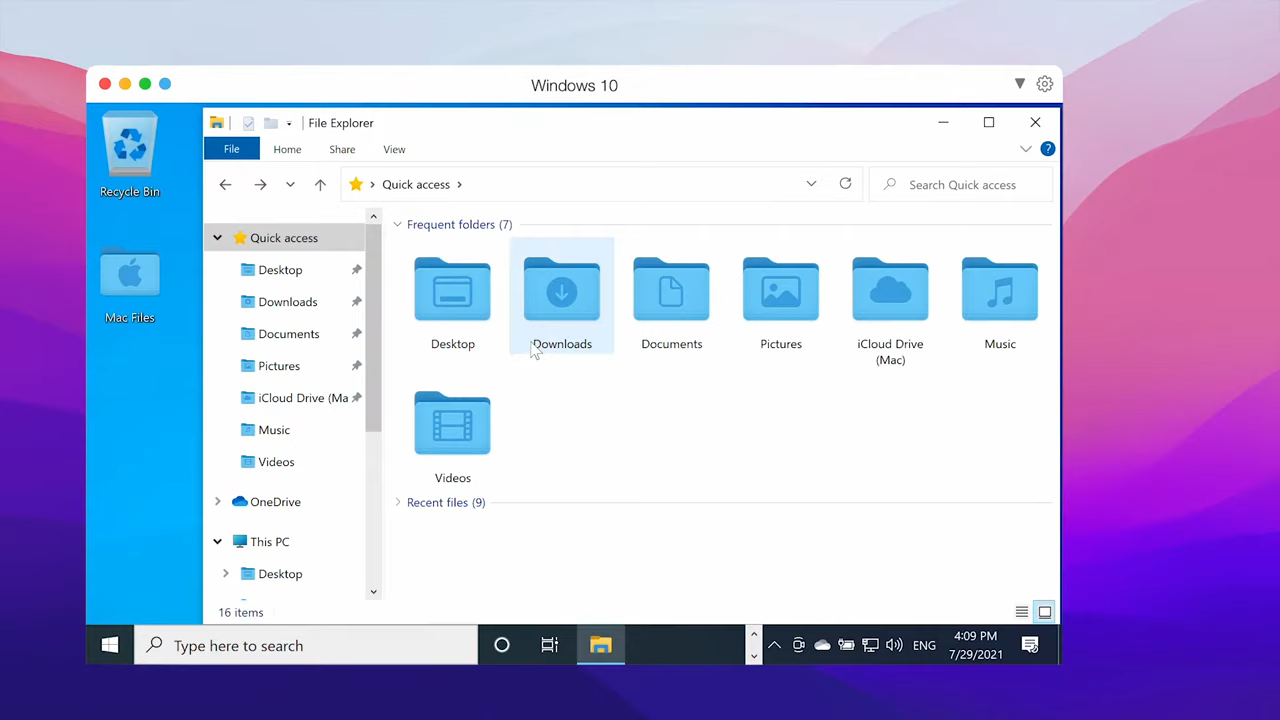 Windows 10
Recycle Bin
Mac Files
File Explorer
File
Home
Share
View
?
Quick access
Search Quick access
Quick access
Desktop
Downloads
Documents
Pictures
iCloud Drive (Ma
Music
Videos
OneDrive
This PC
Desktop
Frequent folders (7)
Desktop
Downloads
Documents
Pictures
iCloud Drive
(Mac)
Music
Videos
Recent files (9)
16 items
Type here to search
ENG
4:09 PM
7/29/2021